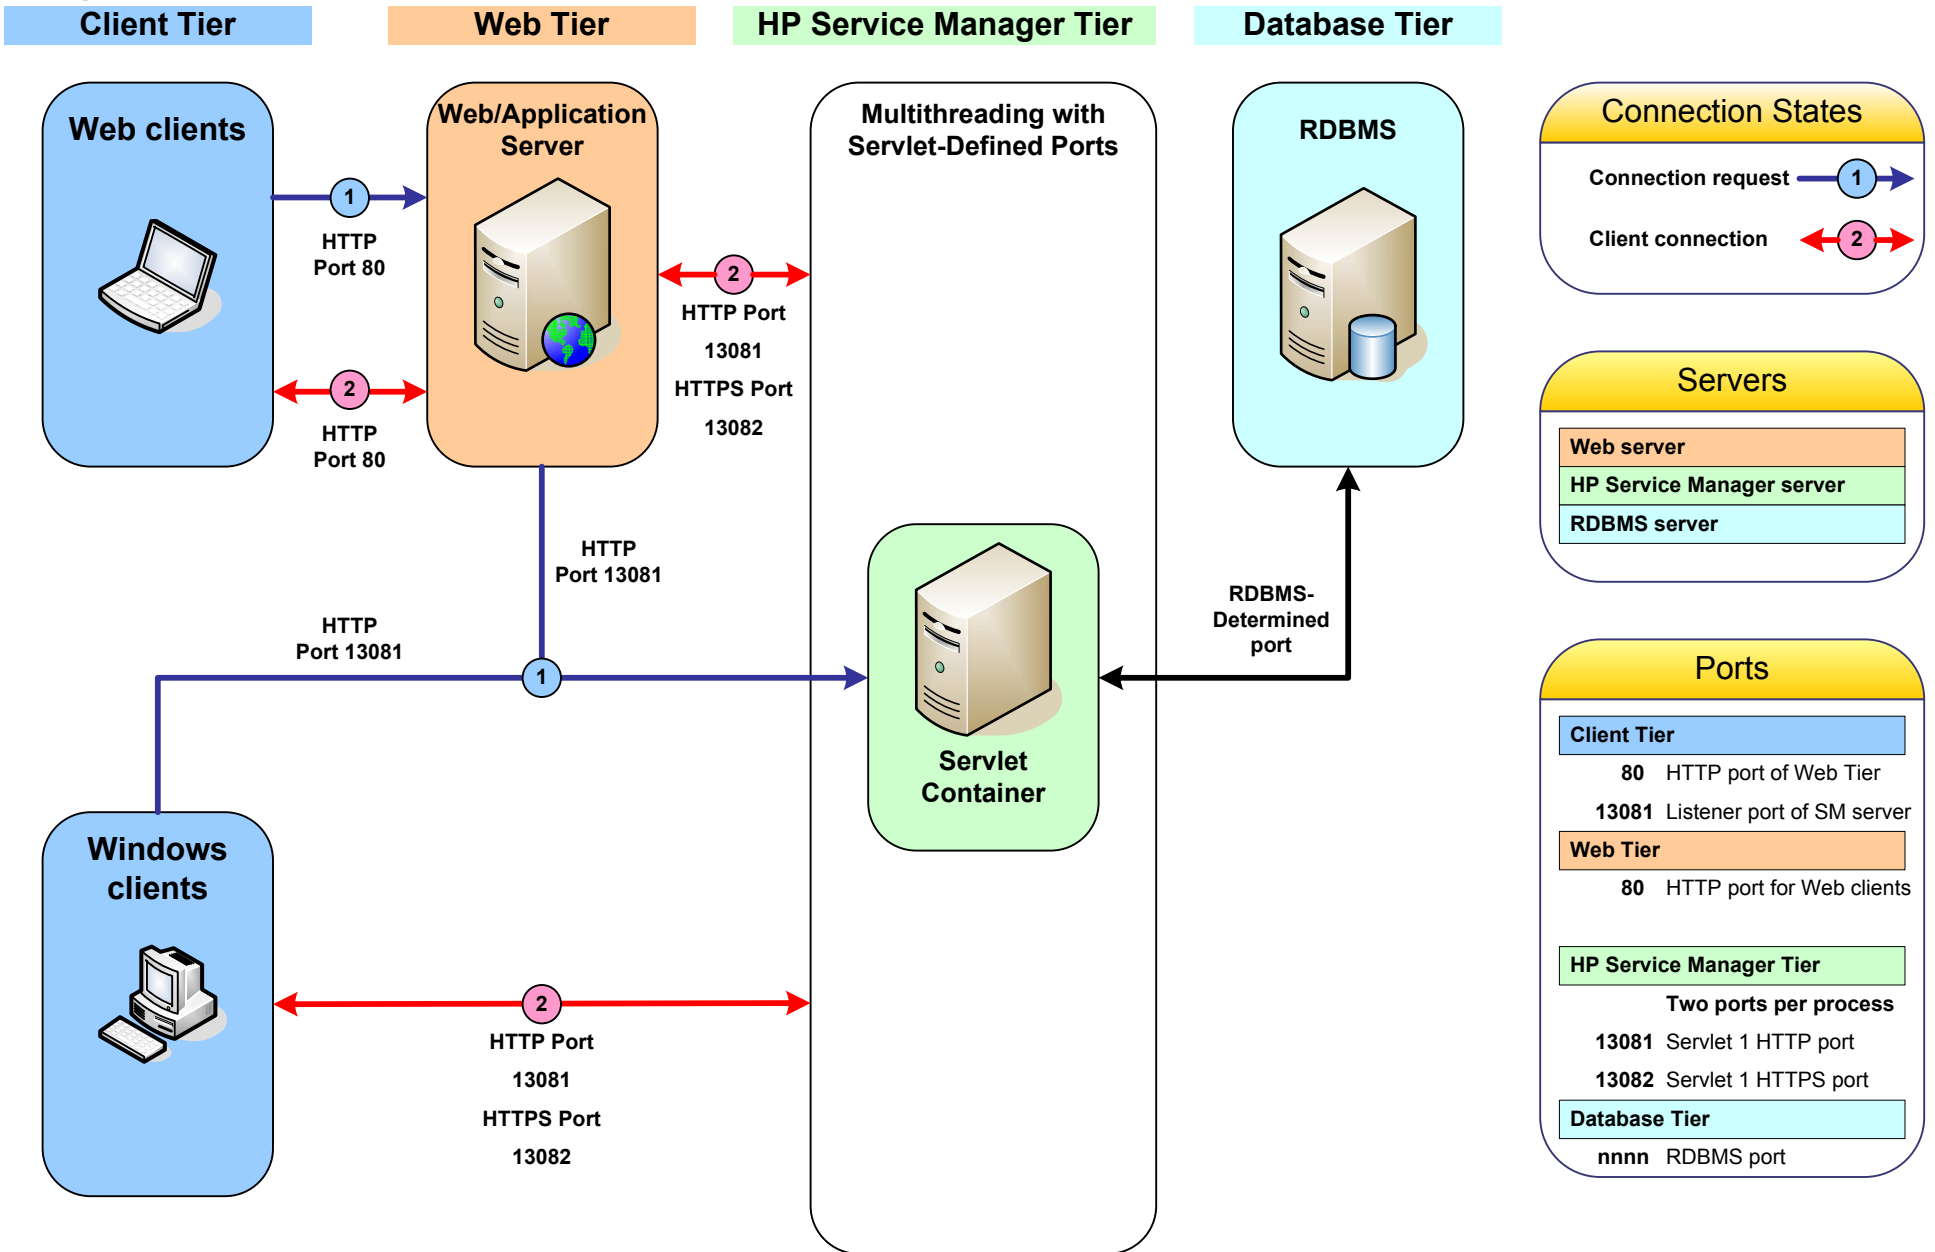 Client Tier
Web Tier
HP Service Manager Tier
Database Tier
Web clients
1
HTTP
Port 80
2
HTTP
Port 80
Web/Application
Server
2
HTTP Port
13081
HTTPS Port
13082
Multithreading with
Servlet-Defined Ports
RDBMS
HTTP
Port 13081
HTTP
Port 13081
1
Servlet
Container
RDBMS-
Determined
port
Windows
clients
2
HTTP Port
13081
HTTPS Port
13082
Connection States
Connection request 1
Client connection 2
Servers
Web server
HP Service Manager server
RDBMS server
Ports
Client Tier
80 HTTP port of Web Tier
13081 Listener port of SM server
Web Tier
80 HTTP port for Web clients
HP Service Manager Tier
Two ports per process
13081 Servlet 1 HTTP port
13082 Servlet 1 HTTPS port
Database Tier
nnnn RDBMS port